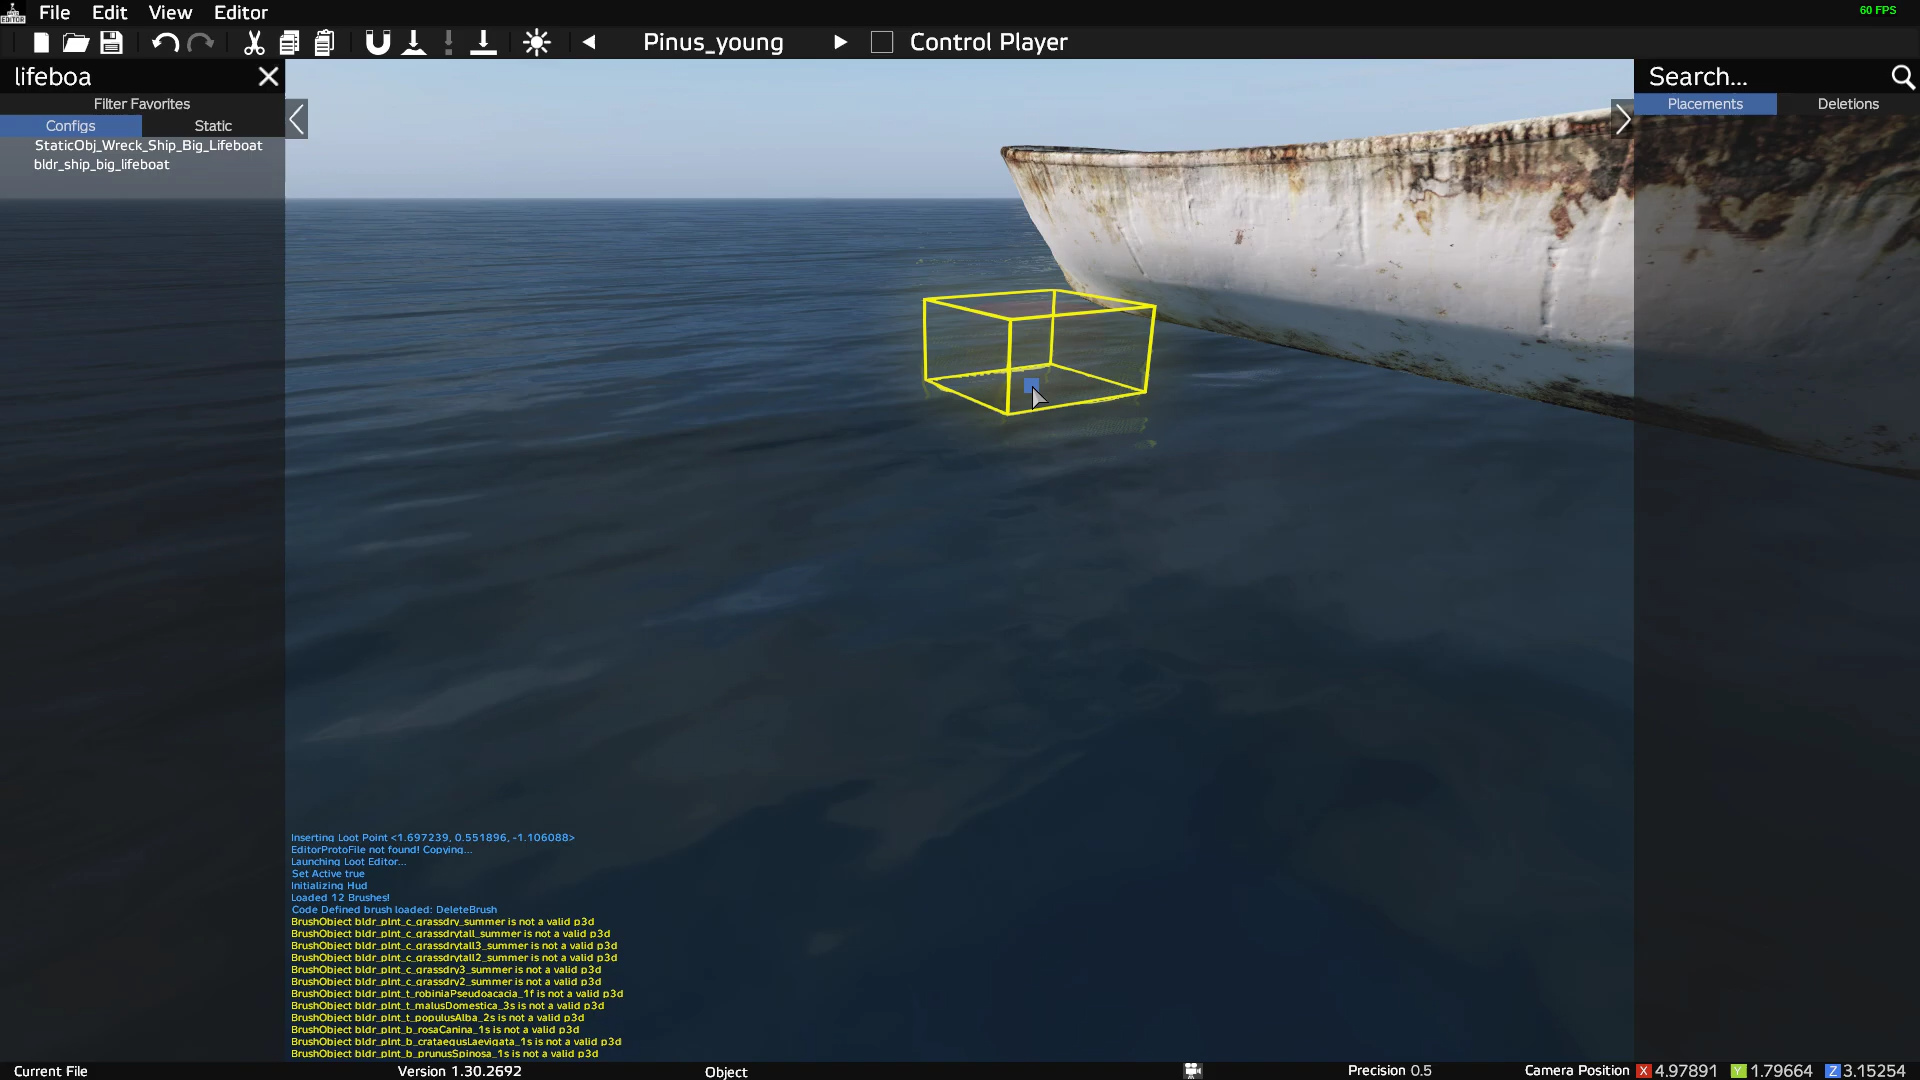 EDITOR
File Edit View Editor
60 FPS
Pinus_young
Control Player
lifeboa
Filter Favorites
Configs Static
StaticObj_Wreck_Ship_Big_Lifeboat
bldr_ship_big_lifeboat
Search...
Placements Deletions
Inserting Loot Point <1.697239, 0.551896, -1.106088>
EditorProtoFile not found! Copying...
Launching Loot Editor...
Set Active true
Initializing Hud
Loaded 12 Brushes!
Code Defined brush loaded: DeleteBrush
BrushObject bldr_plnt_c_grassdry_summer is not a valid p3d
BrushObject bldr_plnt_c_grassdrytall_summer is not a valid p3d
BrushObject bldr_plnt_c_grassdrytall3_summer is not a valid p3d
BrushObject bldr_plnt_c_grassdrytall2_summer is not a valid p3d
BrushObject bldr_plnt_c_grassdry3_summer is not a valid p3d
BrushObject bldr_plnt_c_grassdry2_summer is not a valid p3d
BrushObject bldr_plnt_t_robiniaPseudoacacia_1f is not a valid p3d
BrushObject bldr_plnt_t_malusDomestica_3s is not a valid p3d
BrushObject bldr_plnt_t_populusAlba_2s is not a valid p3d
BrushObject bldr_plnt_b_rosaCanina_1s is not a valid p3d
BrushObject bldr_plnt_b_crataegusLaevigata_1s is not a valid p3d
BrushObject bldr_plnt_b_prunusSpinosa_1s is not a valid p3d
Current File
Version 1.30.2692
Object
Precision 0.5
Camera Position X 4.97891 Y 1.79664 Z 3.15254